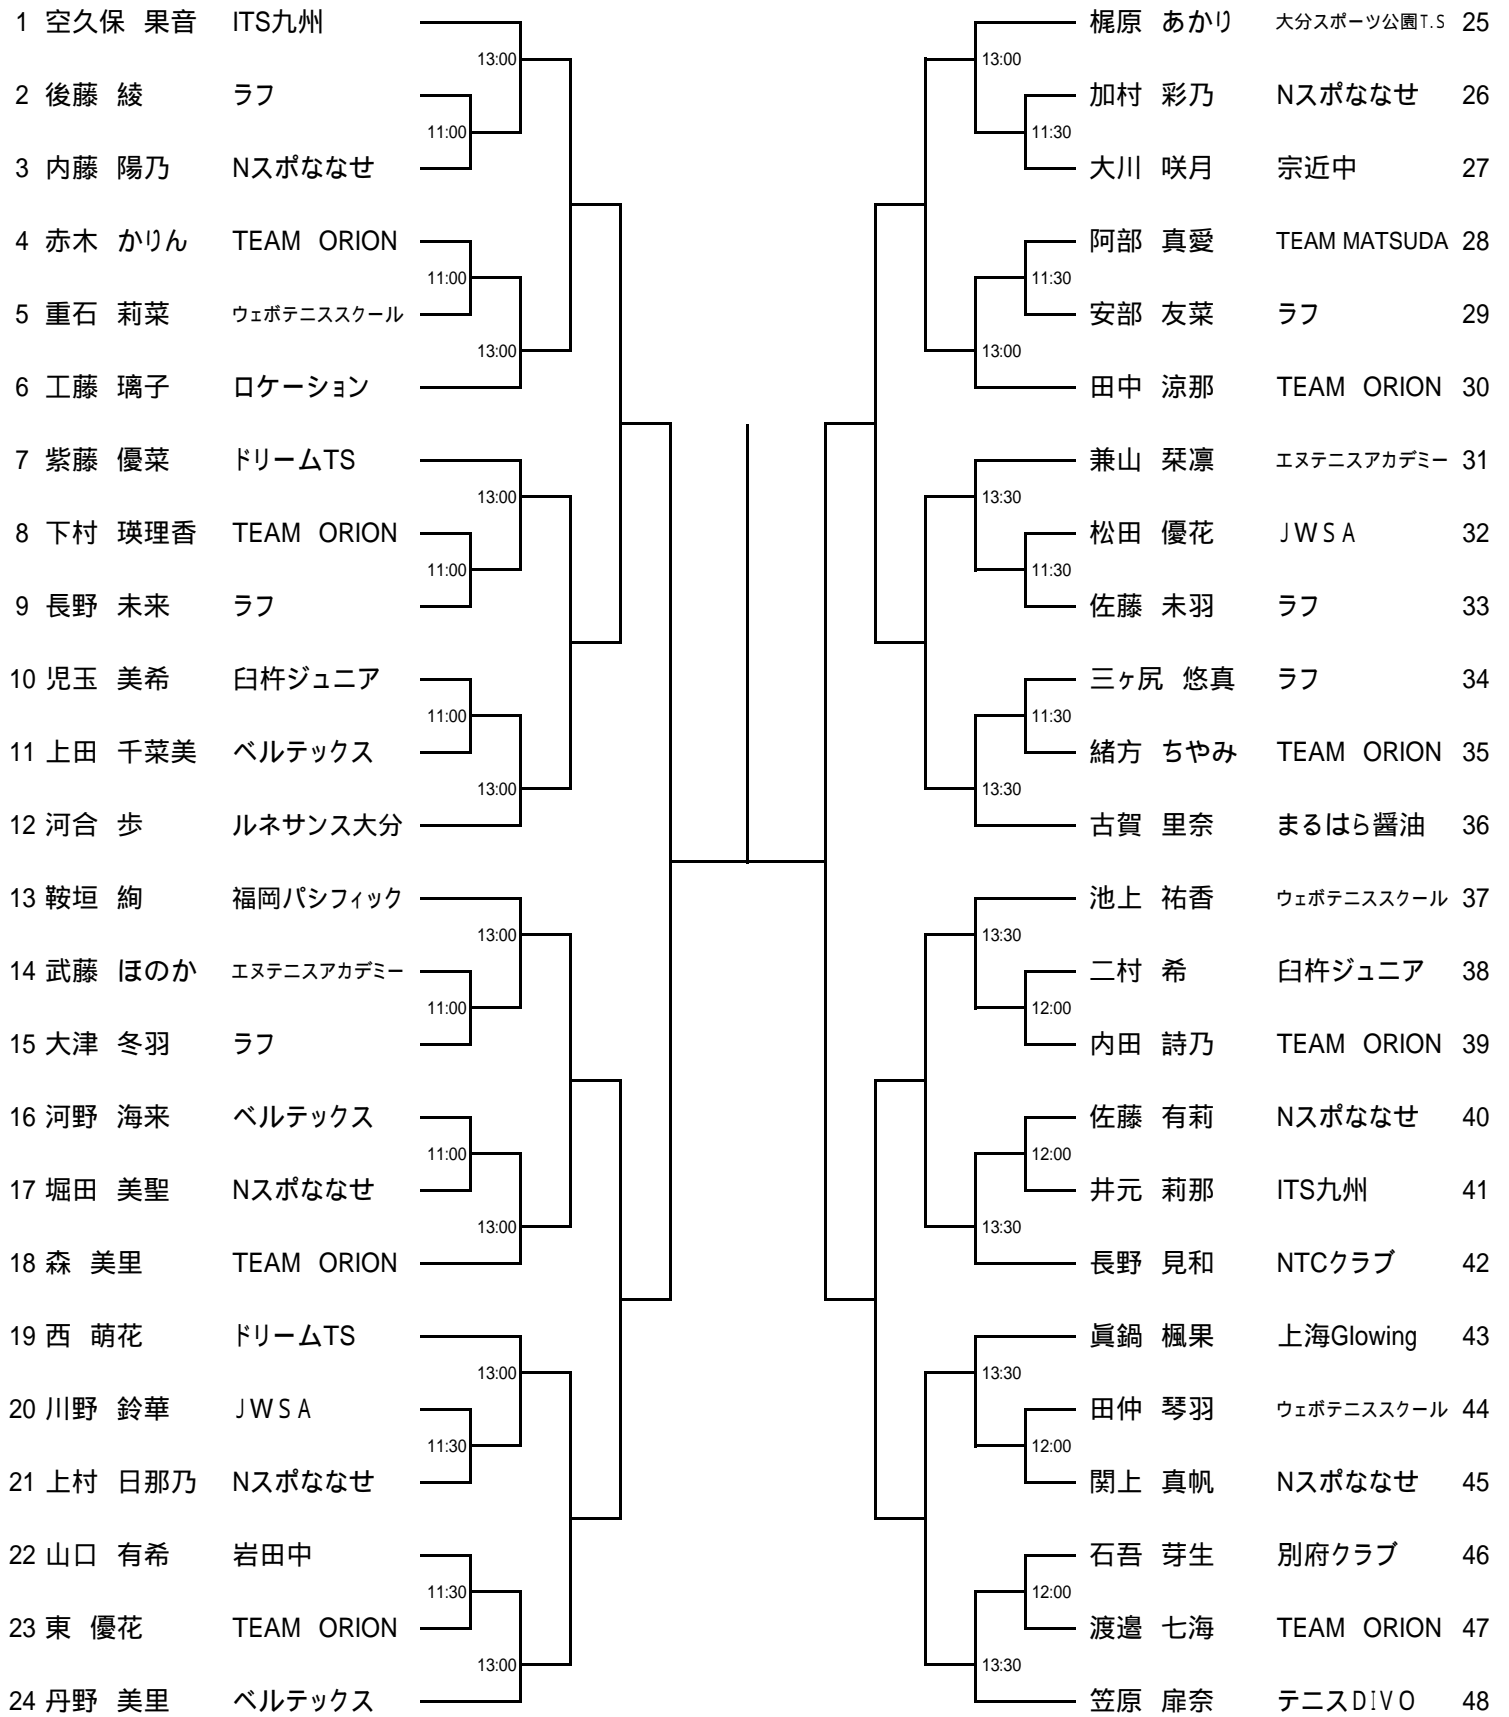 1 空久保 果音 ITS九州
13:00
2 後藤 綾 ラフ
11:00
3 内藤 陽乃 Nスポななせ
4 赤木 かりん TEAM ORION
11:00
5 重石 莉菜 ウェボテニススクール
13:00
6 工藤 璃子 ロケーション
7 紫藤 優菜 ドリームTS
13:00
8 下村 瑛理香 TEAM ORION
11:00
9 長野 未来 ラフ
10 児玉 美希 臼杵ジュニア
11:00
11 上田 千菜美 ベルテックス
13:00
12 河合 歩 ルネサンス大分
13 鞍垣 絢 福岡パシフィック
13:00
14 武藤 ほのか エヌテニスアカデミー
11:00
15 大津 冬羽 ラフ
16 河野 海来 ベルテックス
11:00
17 堀田 美聖 Nスポななせ
13:00
18 森 美里 TEAM ORION
19 西 萌花 ドリームTS
13:00
20 川野 鈴華 JWSA
11:30
21 上村 日那乃 Nスポななせ
22 山口 有希 岩田中
11:30
23 東 優花 TEAM ORION
13:00
24 丹野 美里 ベルテックス
梶原 あかり 大分スポーツ公園T.S 25
13:00
加村 彩乃 Nスポななせ 26
11:30
大川 咲月 宗近中 27
阿部 真愛 TEAM MATSUDA 28
11:30
安部 友菜 ラフ 29
13:00
田中 涼那 TEAM ORION 30
兼山 栞凛 エヌテニスアカデミー 31
13:30
松田 優花 JWSA 32
11:30
佐藤 未羽 ラフ 33
三ヶ尻 悠真 ラフ 34
11:30
緒方 ちやみ TEAM ORION 35
13:30
古賀 里奈 まるはら醤油 36
池上 祐香 ウェボテニススクール 37
13:30
二村 希 臼杵ジュニア 38
12:00
内田 詩乃 TEAM ORION 39
佐藤 有莉 Nスポななせ 40
12:00
井元 莉那 ITS九州 41
13:30
長野 見和 NTCクラブ 42
眞鍋 楓果 上海Glowing 43
13:30
田仲 琴羽 ウェボテニススクール 44
12:00
関上 真帆 Nスポななせ 45
石吾 芽生 別府クラブ 46
12:00
渡邉 七海 TEAM ORION 47
13:30
笠原 扉奈 テニスDIVO 48